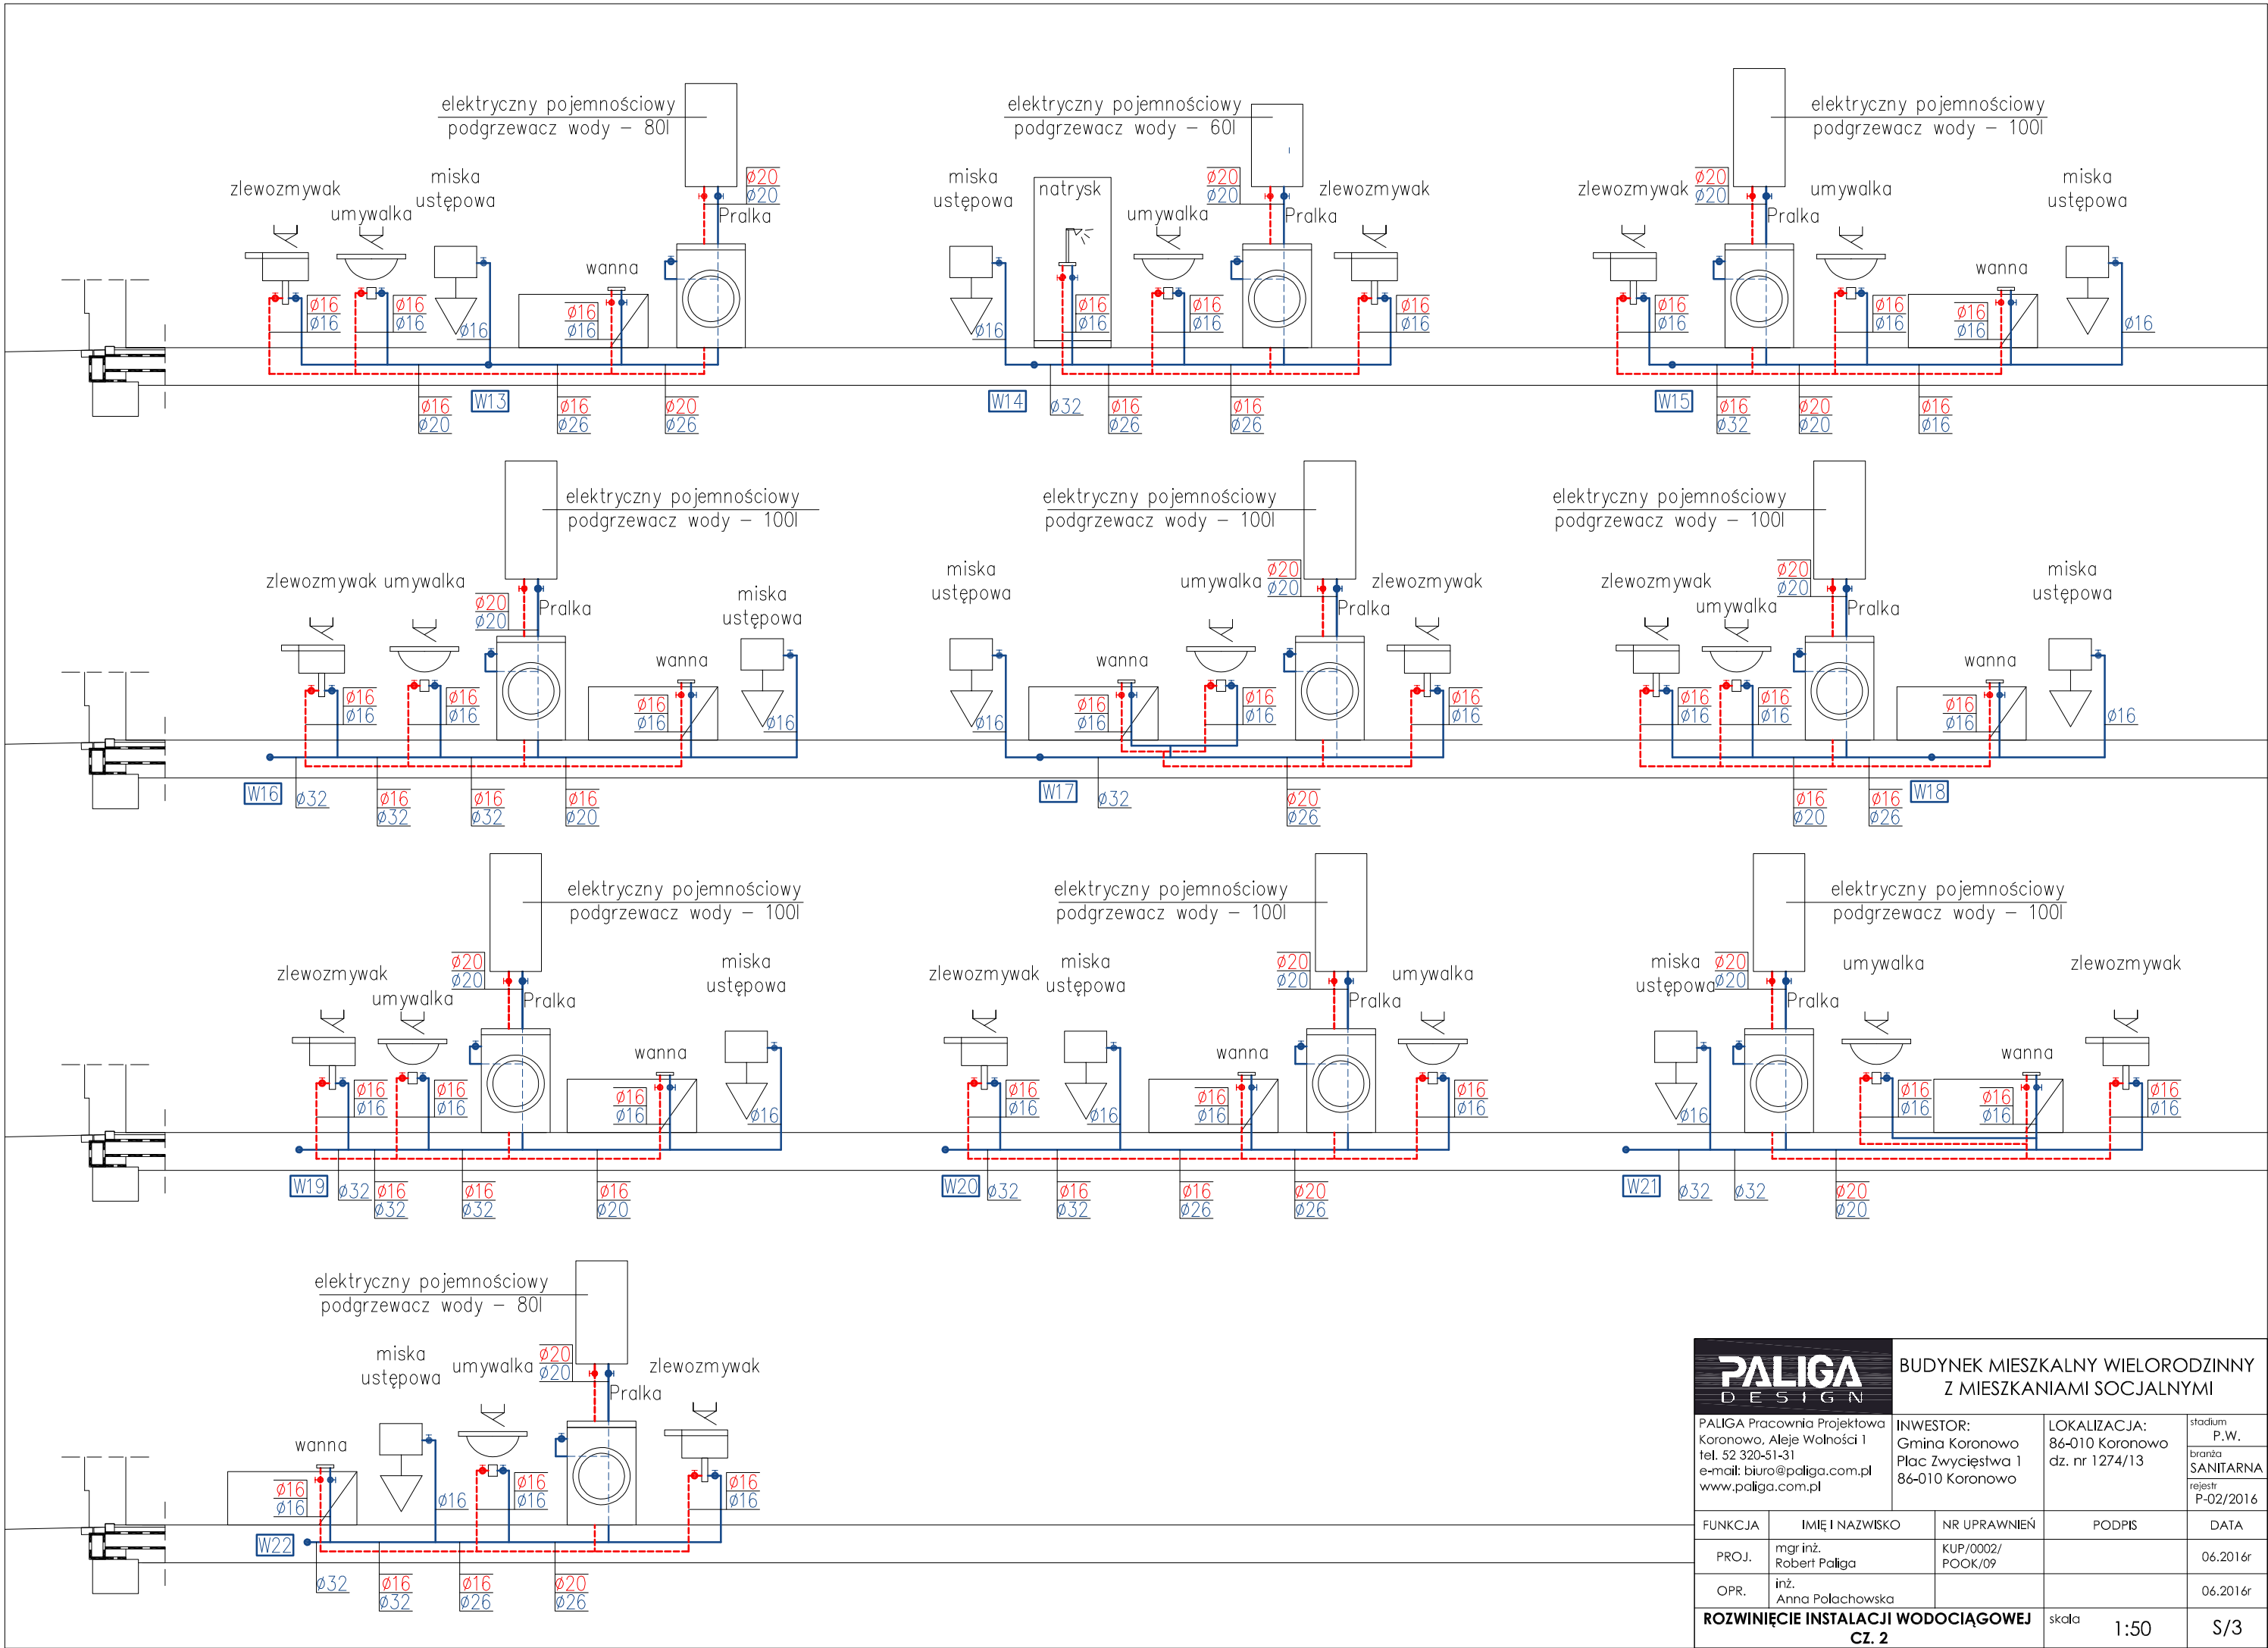 elektryczny pojemnościowy
podgrzewacz wody – 80l
zlewozmywak
umywalka
miska
ustępowa
wanna
Pralka
ø20
ø20
ø16
ø16
ø16
ø16
ø16
ø16
ø16
W13
ø16
ø20
ø16
ø26
ø20
ø26
elektryczny pojemnościowy
podgrzewacz wody – 60l
miska
ustępowa
natrysk
umywalka
ø20
ø20
Pralka
zlewozmywak
ø16
ø16
ø16
ø16
ø16
ø16
ø16
W14
ø32
ø16
ø26
ø16
ø26
elektryczny pojemnościowy
podgrzewacz wody – 100l
zlewozmywak
ø20
ø20
Pralka
umywalka
wanna
miska
ustępowa
ø16
ø16
ø16
ø16
ø16
ø16
ø16
W15
ø16
ø32
ø20
ø20
ø16
ø16
elektryczny pojemnościowy
podgrzewacz wody – 100l
zlewozmywak
umywalka
ø20
ø20
Pralka
wanna
miska
ustępowa
ø16
ø16
ø16
ø16
ø16
ø16
ø16
W16
ø32
ø16
ø32
ø16
ø32
ø16
ø20
elektryczny pojemnościowy
podgrzewacz wody – 100l
miska
ustępowa
wanna
umywalka
ø20
ø20
Pralka
zlewozmywak
ø16
ø16
ø16
ø16
ø16
ø16
ø16
W17
ø32
ø20
ø26
elektryczny pojemnościowy
podgrzewacz wody – 100l
zlewozmywak
umywalka
ø20
ø20
Pralka
wanna
miska
ustępowa
ø16
ø16
ø16
ø16
ø16
ø16
ø16
ø16
ø20
ø16
ø26
W18
elektryczny pojemnościowy
podgrzewacz wody – 100l
zlewozmywak
umywalka
ø20
ø20
Pralka
wanna
miska
ustępowa
ø16
ø16
ø16
ø16
ø16
ø16
ø16
W19
ø32
ø16
ø32
ø16
ø32
ø16
ø20
elektryczny pojemnościowy
podgrzewacz wody – 100l
zlewozmywak
miska
ustępowa
wanna
ø20
ø20
Pralka
umywalka
ø16
ø16
ø16
ø16
ø16
ø16
ø16
W20
ø32
ø16
ø32
ø16
ø26
ø20
ø26
elektryczny pojemnościowy
podgrzewacz wody – 100l
miska
ustępowa
ø20
ø20
Pralka
umywalka
wanna
zlewozmywak
ø16
ø16
ø16
ø16
ø16
ø16
ø16
W21
ø32
ø32
ø20
ø20
elektryczny pojemnościowy
podgrzewacz wody – 80l
wanna
miska
ustępowa
umywalka
ø20
ø20
Pralka
zlewozmywak
ø16
ø16
ø16
ø16
ø16
ø16
ø16
W22
ø32
ø16
ø32
ø16
ø26
ø20
ø26
PALIGA
DESIGN
BUDYNEK MIESZKALNY WIELORODZINNY
Z MIESZKANIAMI SOCJALNYMI
PALIGA Pracownia Projektowa
Koronowo, Aleje Wolności 1
tel. 52 320-51-31
e-mail: biuro@paliga.com.pl
www.paliga.com.pl
INWESTOR:
Gmina Koronowo
Plac Zwycięstwa 1
86-010 Koronowo
LOKALIZACJA:
86-010 Koronowo
dz. nr 1274/13
stadium
P.W.
branża
SANITARNA
rejestr
P-02/2016
FUNKCJA IMIĘ I NAZWISKO NR UPRAWNIEŃ PODPIS DATA
PROJ.
mgr inż.
Robert Paliga
KUP/0002/
POOK/09
06.2016r
OPR.
inż.
Anna Polachowska
06.2016r
ROZWINIĘCIE INSTALACJI WODOCIĄGOWEJ
CZ. 2
skala
1:50
S/3